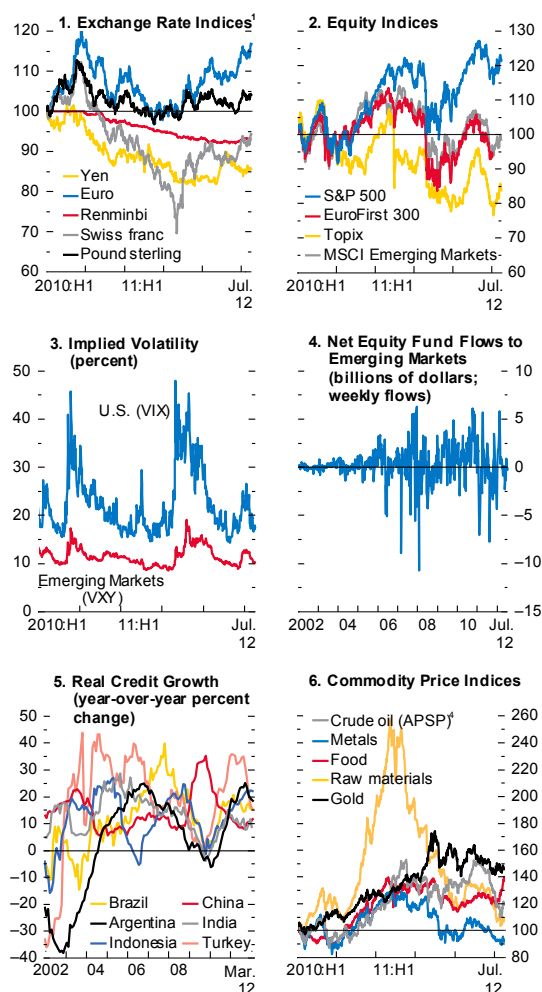 1. Exchange Rate Indices¹
120
110
100
90
80
70
60
Yen
Euro
Renminbi
Swiss franc
Pound sterling
2010:H1 11:H1 Jul.
12
2. Equity Indices
130
120
110
100
90
80
70
60
S&P 500
EuroFirst 300
Topix
MSCI Emerging Markets
2010:H1 11:H1 Jul.
12
3. Implied Volatility
(percent)
50
40
30
20
10
0
U.S. (VIX)
Emerging Markets
(VXY)
2010:H1 11:H1 Jul.
12
4. Net Equity Fund Flows to
Emerging Markets
(billions of dollars;
weekly flows)
10
5
0
–5
–10
–15
2002 04 06 08 10 Jul.
12
5. Real Credit Growth
(year-over-year percent
change)
50
40
30
20
10
0
–10
–20
–30
–40
Brazil China
Argentina India
Indonesia Turkey
2002 04 06 08 10 Mar.
12
6. Commodity Price Indices
260
240
220
200
180
160
140
120
100
80
Crude oil (APSP)⁴
Metals
Food
Raw materials
Gold
2010:H1 11:H1 Jul.
12